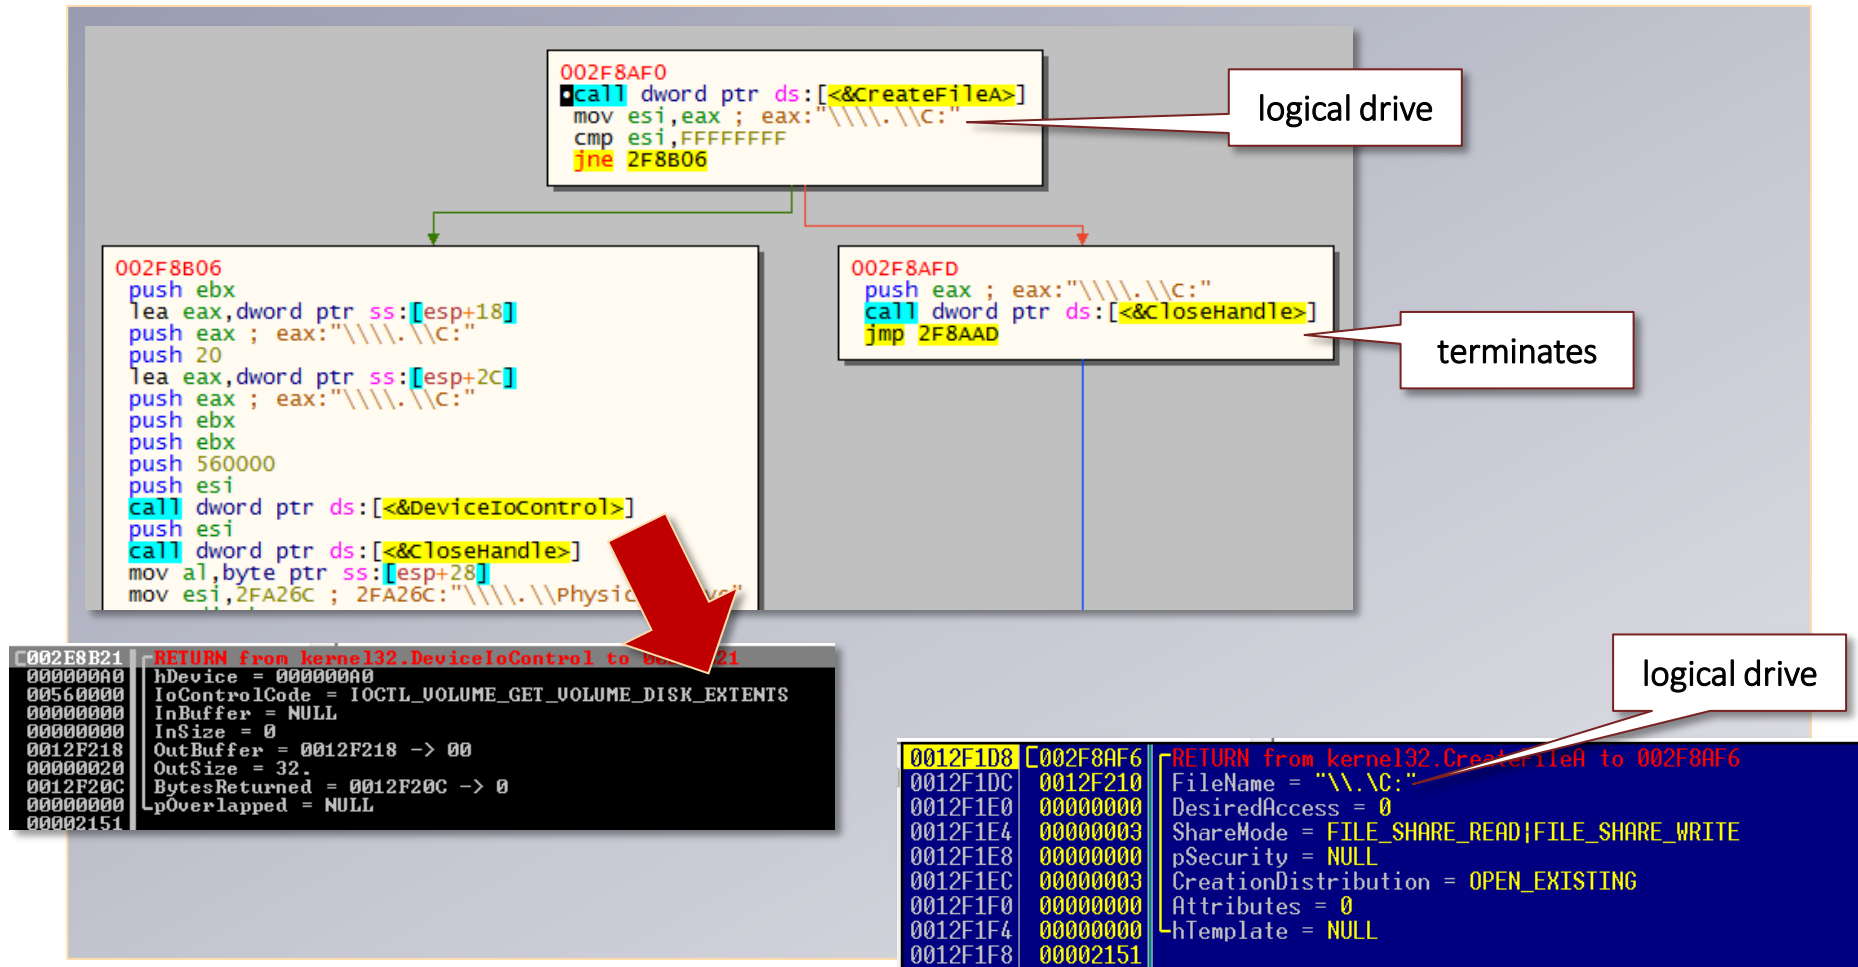 002F8AF0
call dword ptr ds:[<&CreateFileA>]
mov esi,eax ; eax:"\\\\.\\C:"
cmp esi,FFFFFFFF
jne 2F8B06
logical drive
002F8B06
push ebx
lea eax,dword ptr ss:[esp+18]
push eax ; eax:"\\\\.\\C:"
push 20
lea eax,dword ptr ss:[esp+2C]
push eax ; eax:"\\\\.\\C:"
push ebx
push ebx
push 560000
push esi
call dword ptr ds:[<&DeviceIoControl>]
push esi
call dword ptr ds:[<&CloseHandle>]
mov al,byte ptr ss:[esp+28]
mov esi,2FA26C ; 2FA26C:"\\\\.\\Physic
002F8AFD
push eax ; eax:"\\\\.\\C:"
call dword ptr ds:[<&CloseHandle>]
jmp 2F8AAD
terminates
002E8B21 RETURN from kernel32.DeviceIoControl to
000000A0 hDevice = 000000A0
00560000 IoControlCode = IOCTL_VOLUME_GET_VOLUME_DISK_EXTENTS
00000000 InBuffer = NULL
00000000 InSize = 0
0012F218 OutBuffer = 0012F218 -> 00
00000020 OutSize = 32.
0012F20C BytesReturned = 0012F20C -> 0
00000000 pOverlapped = NULL
00002151
logical drive
0012F1D8 002F8AF6 RETURN from kernel32.CreateFileA to 002F8AF6
0012F1DC 0012F210 FileName = "\\.\C:"
0012F1E0 00000000 DesiredAccess = 0
0012F1E4 00000003 ShareMode = FILE_SHARE_READ|FILE_SHARE_WRITE
0012F1E8 00000000 pSecurity = NULL
0012F1EC 00000003 CreationDistribution = OPEN_EXISTING
0012F1F0 00000000 Attributes = 0
0012F1F4 00000000 hTemplate = NULL
0012F1F8 00002151